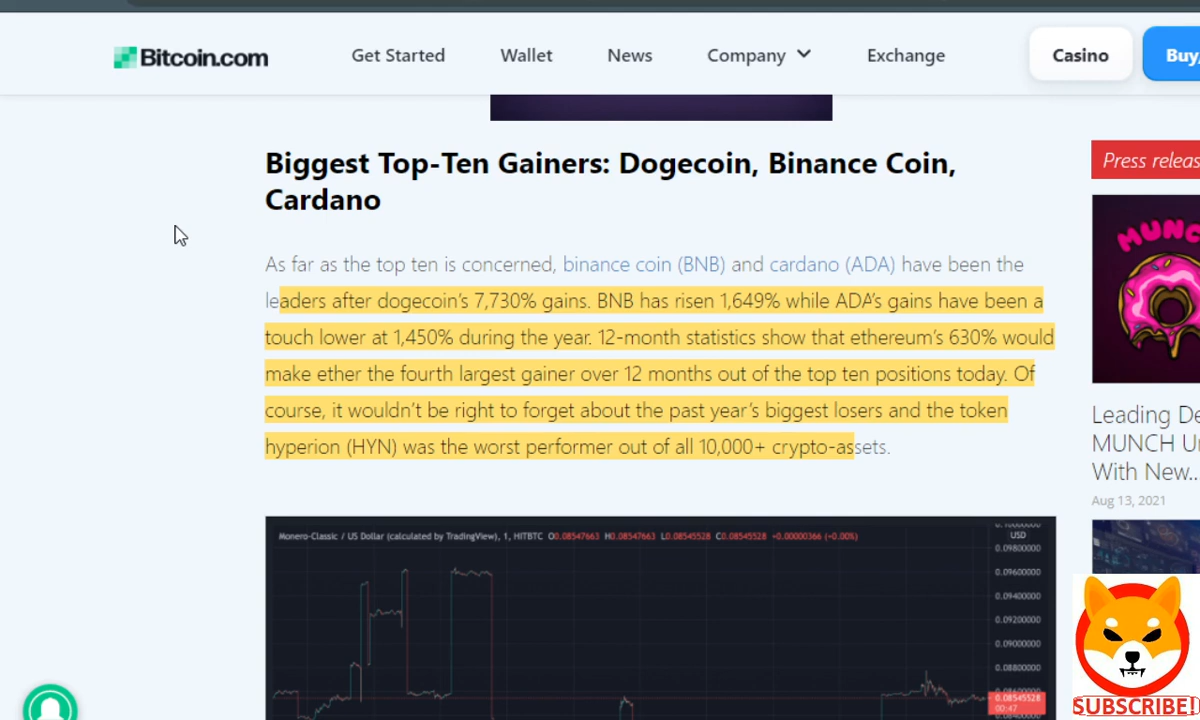 Bitcoin.com
Get Started
Wallet
News
Company
Exchange
Casino
Buy
Biggest Top-Ten Gainers: Dogecoin, Binance Coin,
Cardano
As far as the top ten is concerned, binance coin (BNB) and cardano (ADA) have been the
leaders after dogecoin's 7,730% gains. BNB has risen 1,649% while ADA's gains have been a
touch lower at 1,450% during the year. 12-month statistics show that ethereum's 630% would
make ether the fourth largest gainer over 12 months out of the top ten positions today. Of
course, it wouldn't be right to forget about the past year's biggest losers and the token
hyperion (HYN) was the worst performer out of all 10,000+ crypto-assets.
Monero-Classic / US Dollar (calculated by TradingView), 1, HITBTC O0.08547663 H0.08547663 L0.08545528 C0.08545528 +0.00000366 (+0.00%)
USD
0.09800000
0.09600000
0.09400000
0.09200000
0.09000000
0.08800000
0.08545528
00:47
Press releas
MUNC
Leading De
MUNCH Un
With New...
Aug 13, 2021
SUBSCRIBE!